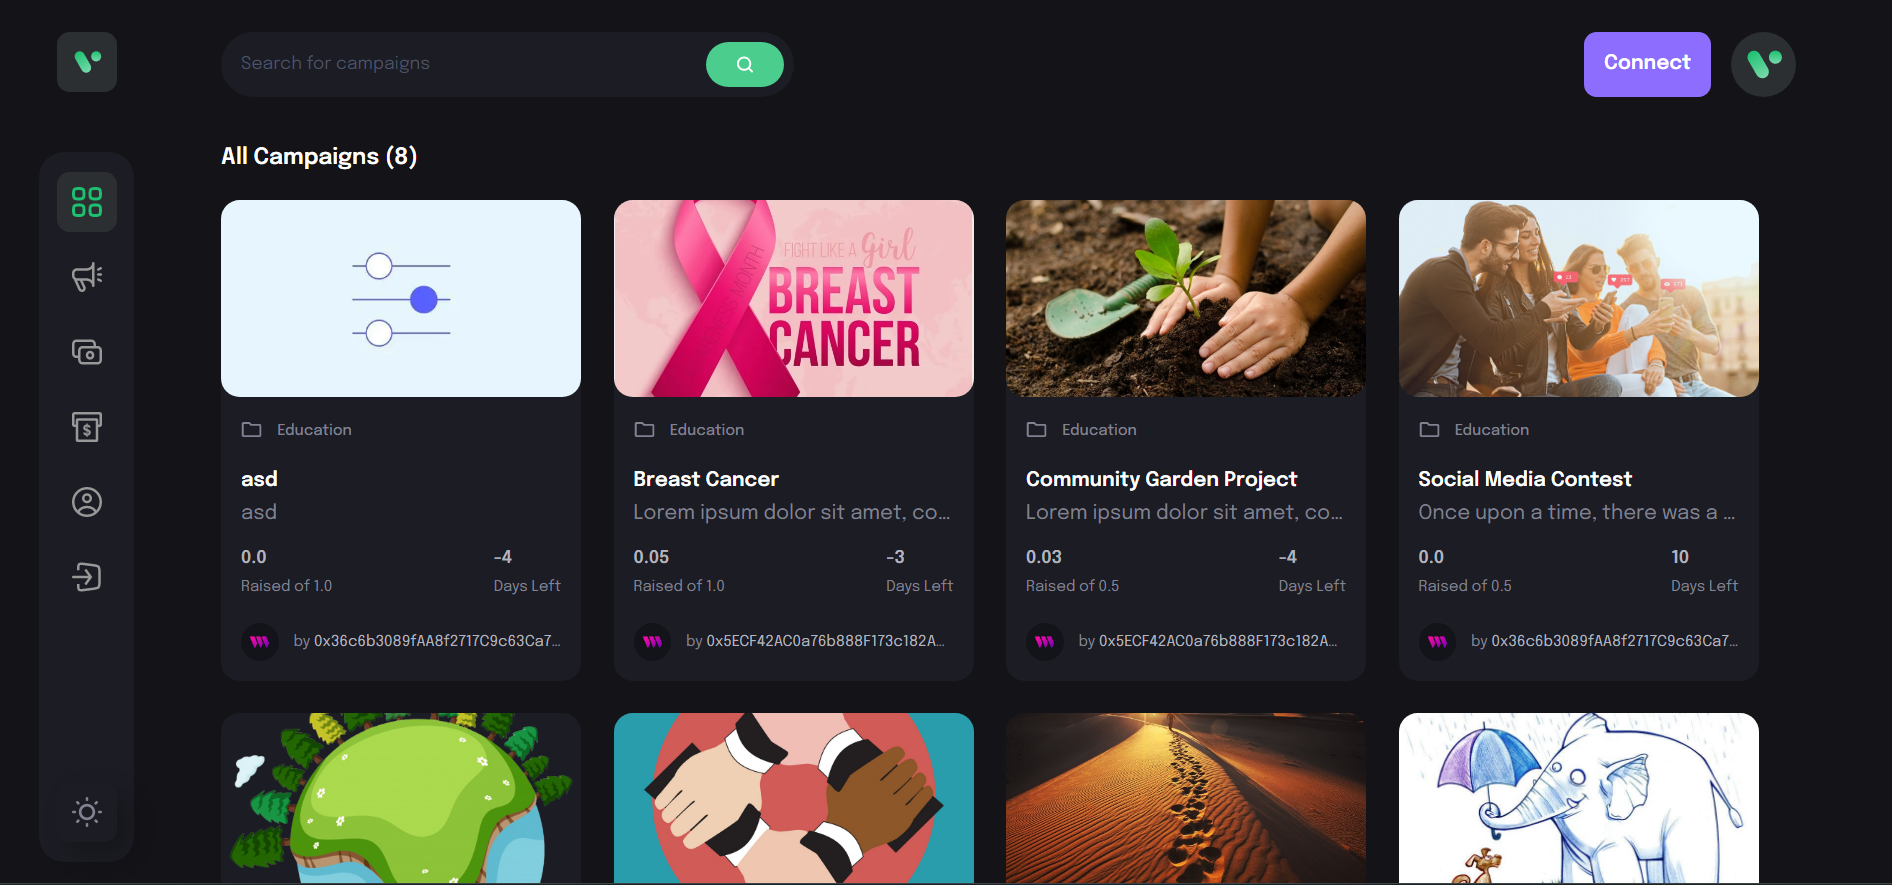 Search for campaigns
Connect
All Campaigns (8)
FIGHT LIKE A Girl
BREAST
CANCER
Education
asd
asd
0.0
-4
Raised of 1.0
Days Left
by 0x36c6b3089fAA8f2717C9c63Ca7...
Education
Breast Cancer
Lorem ipsum dolor sit amet, co...
0.05
-3
Raised of 1.0
Days Left
by 0x5ECF42AC0a76b888F173c182A...
Education
Community Garden Project
Lorem ipsum dolor sit amet, co...
0.03
-4
Raised of 0.5
Days Left
by 0x5ECF42AC0a76b888F173c182A...
Education
Social Media Contest
Once upon a time, there was a ...
0.0
10
Raised of 0.5
Days Left
by 0x36c6b3089fAA8f2717C9c63Ca7...